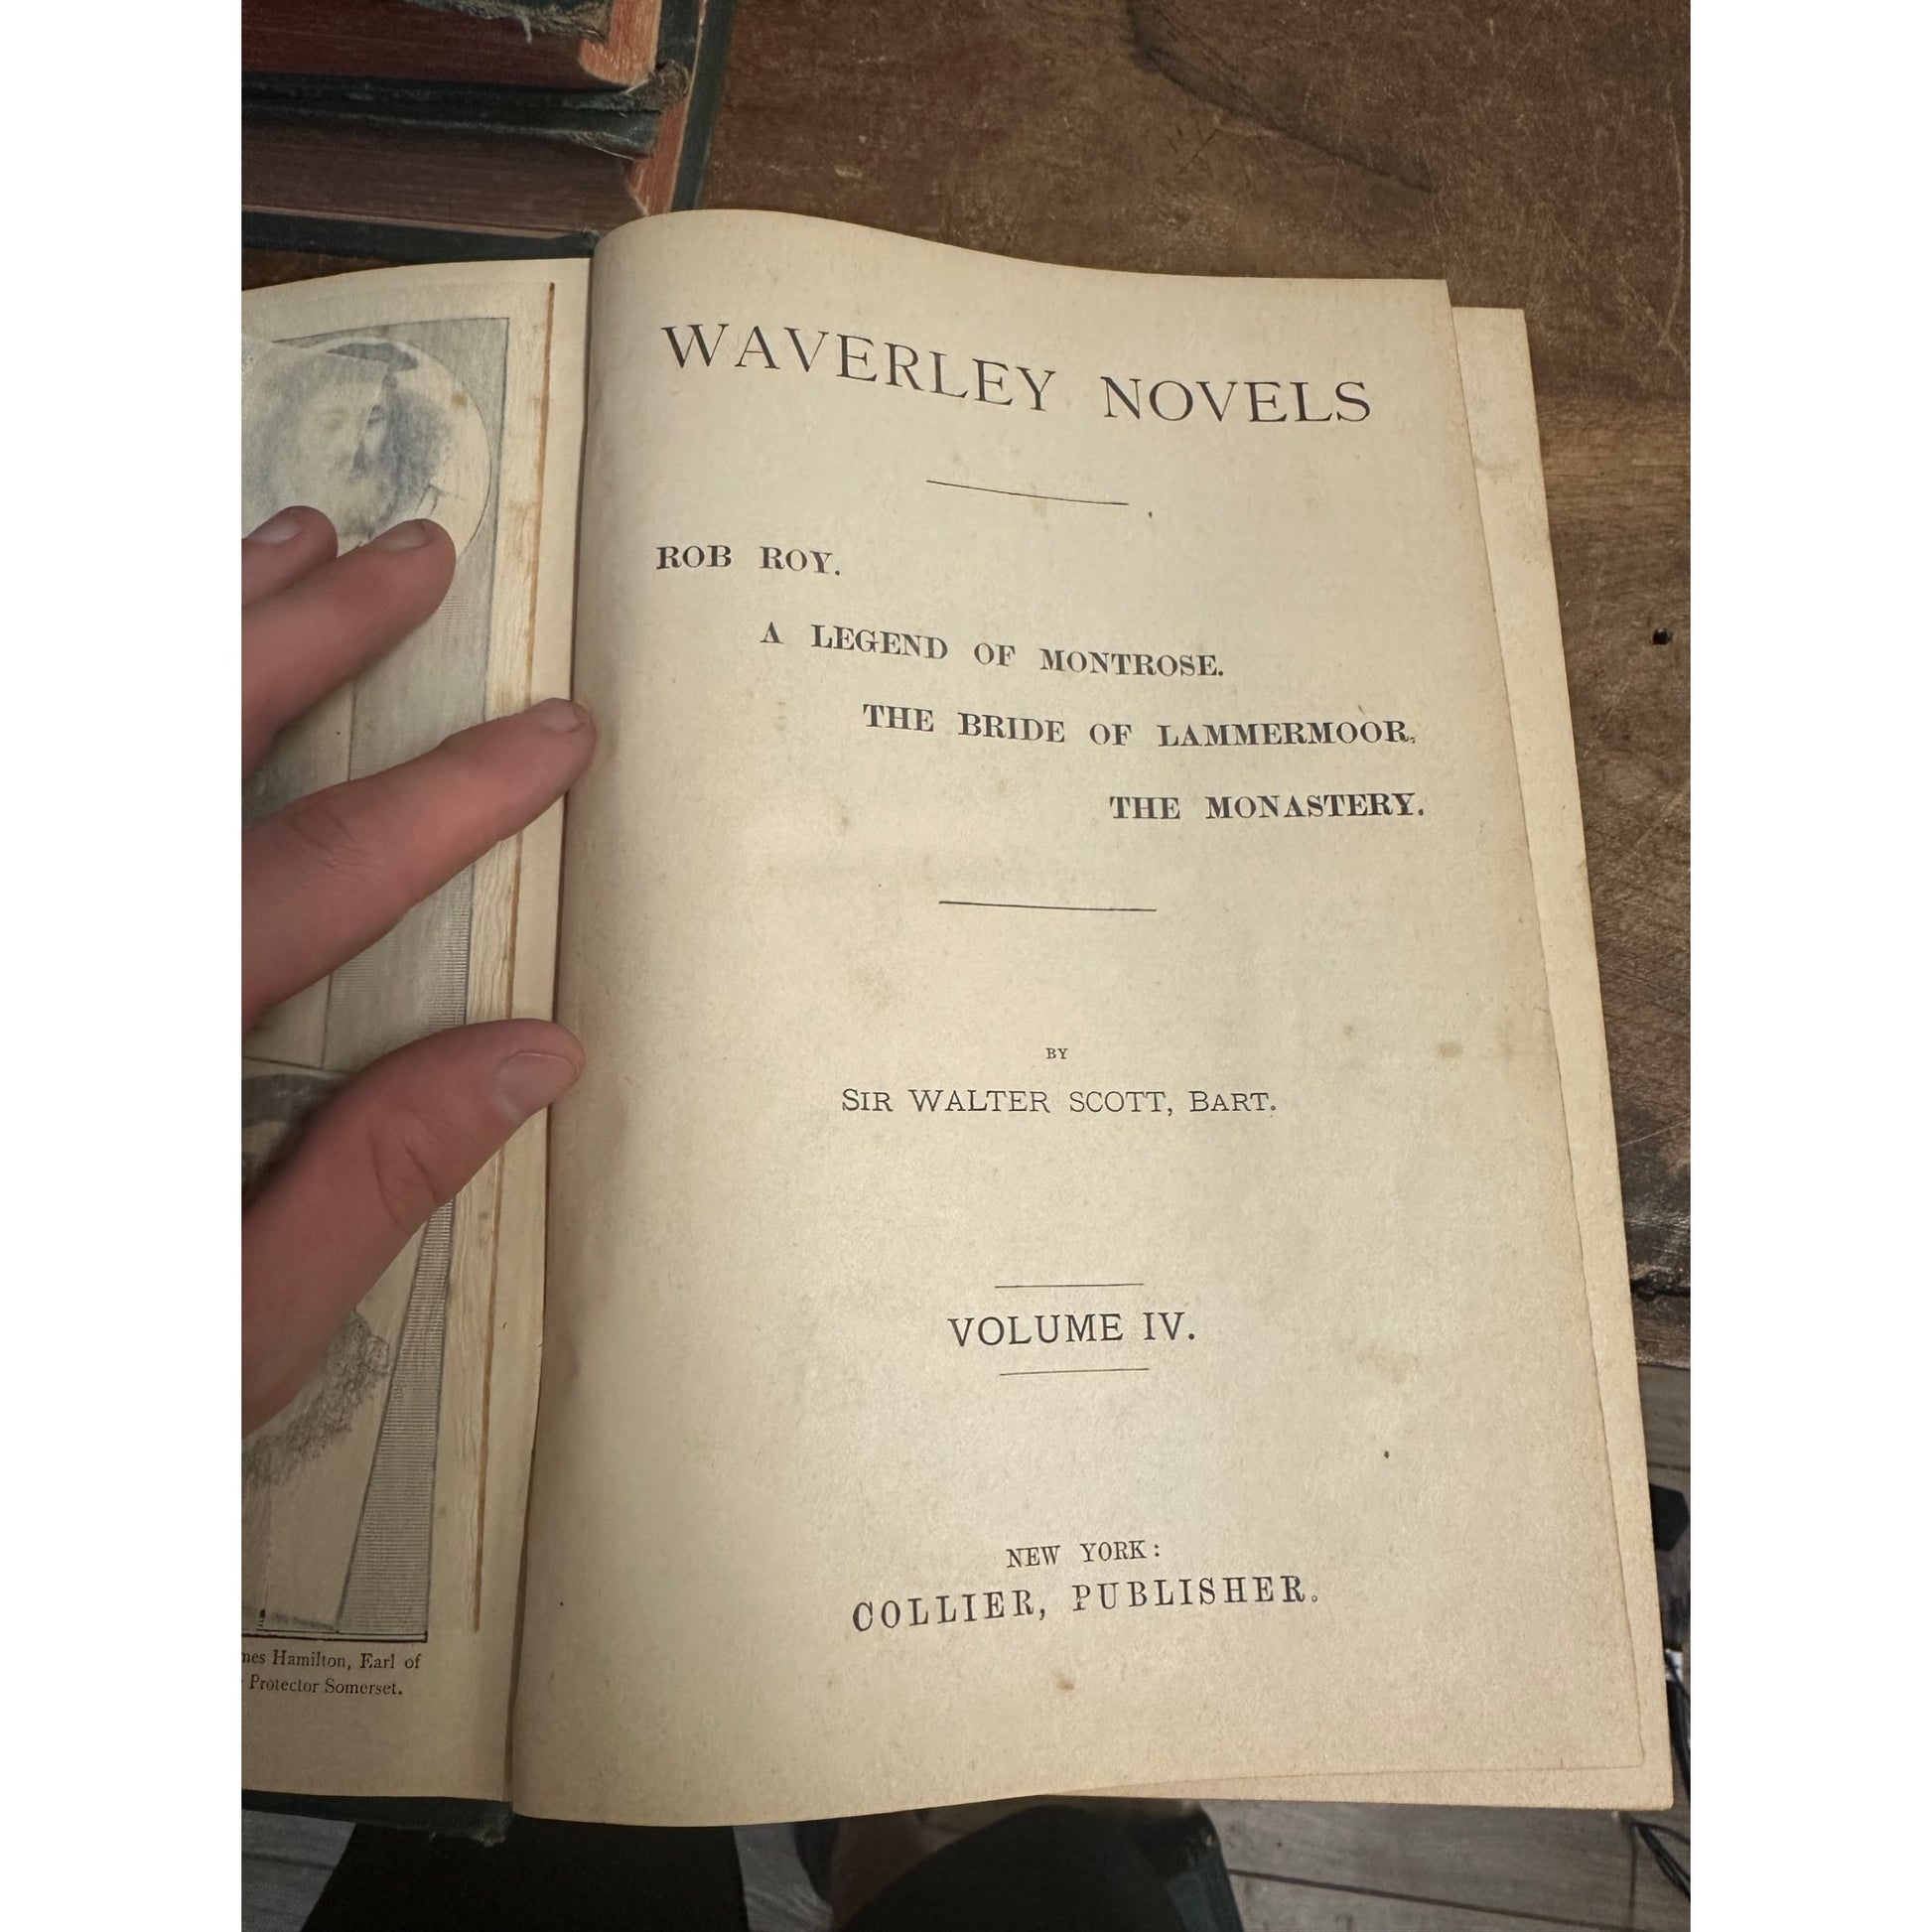 Hamilton, Earl of
Protector Somerset.
WAVERLEY NOVELS
ROB ROY.
A LEGEND OF MONTROSE.
THE BRIDE OF LAMMERMOOR.
THE MONASTERY.
BY
SIR WALTER SCOTT, BART.
VOLUME IV.
NEW YORK:
COLLIER, PUBLISHER.